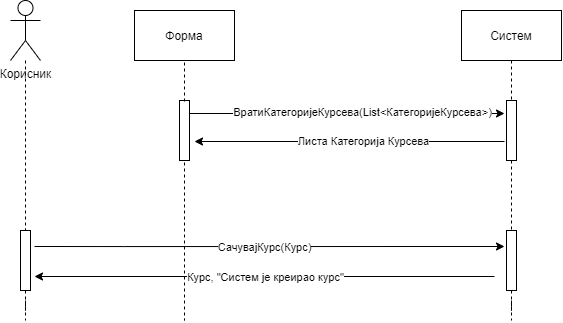 Форма
Систем
Корисник
ВратиКатегоријеКурсева(List<КатегоријеКурсева>)
Листа Категорија Курсева
СачувајКурс(Курс)
Курс, "Систем је креирао курс"